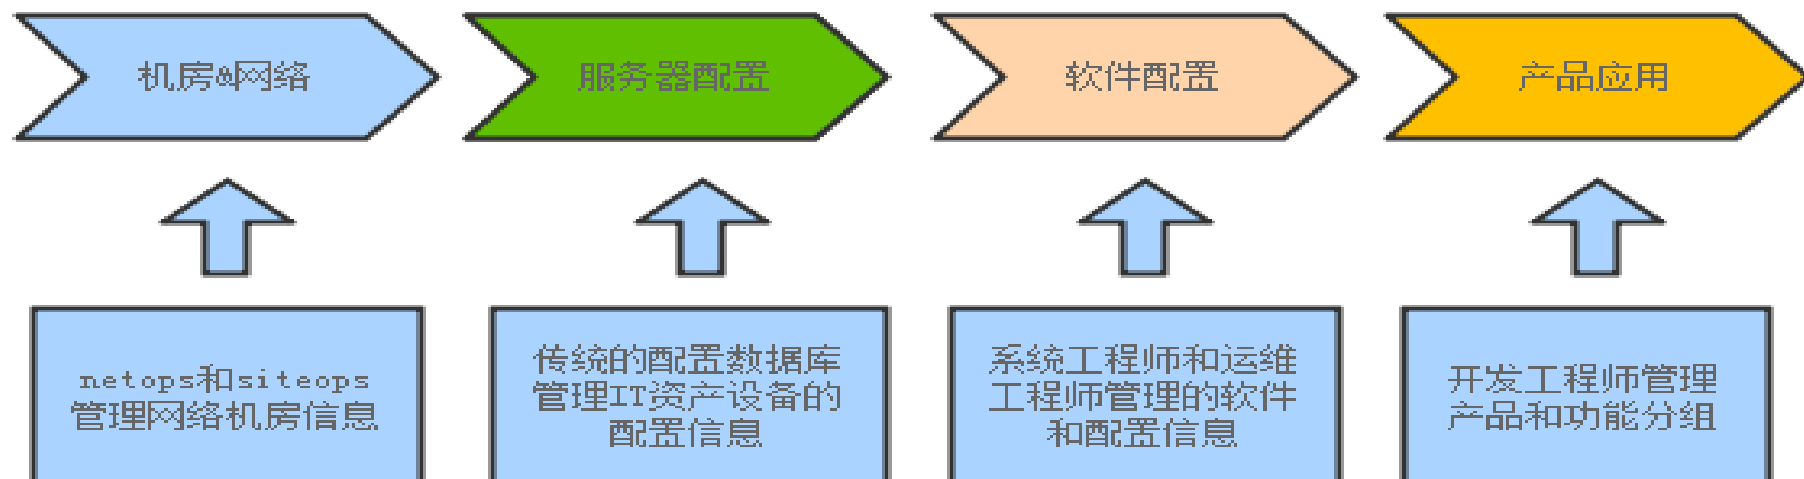 机房&网络
服务器配置
软件配置
产品应用
netops和siteops
管理网络机房信息
传统的配置数据库
管理IT资产设备的
配置信息
系统工程师和运维
工程师管理的软件
和配置信息
开发工程师管理
产品和功能分组